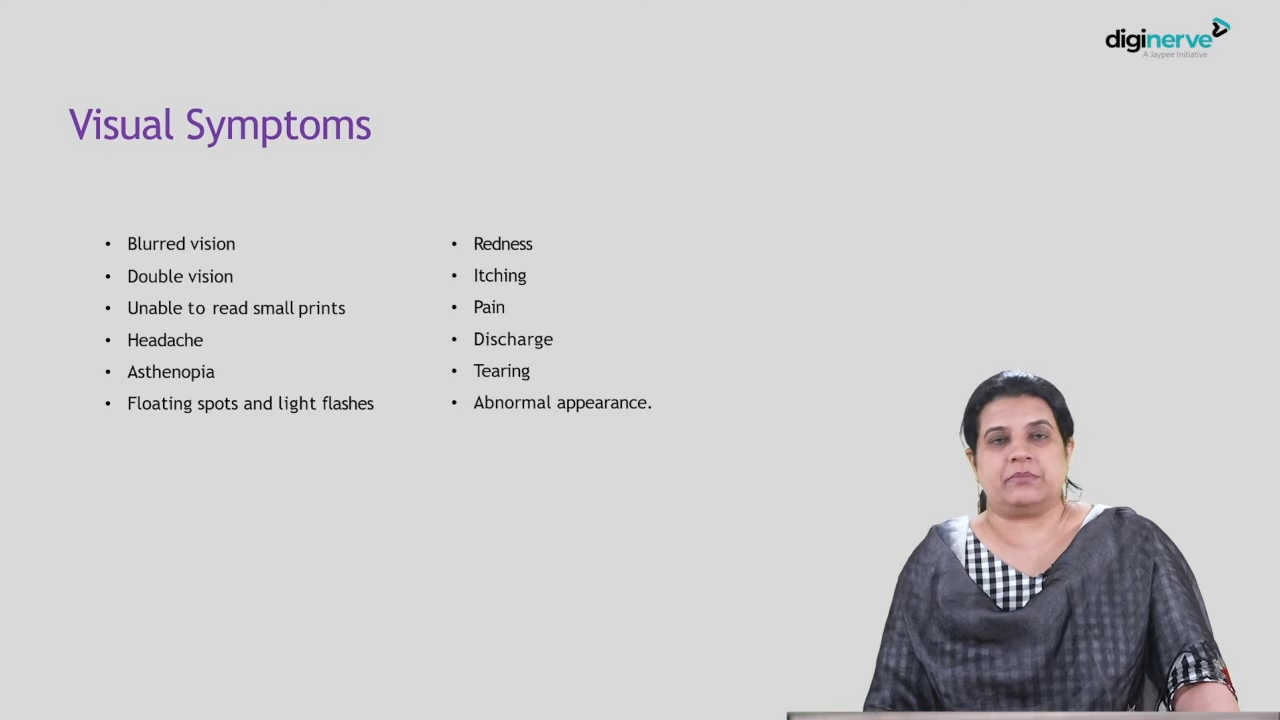 diginerve
A Jaypee Initiative
Visual Symptoms
• Blurred vision
• Double vision
• Unable to read small prints
• Headache
• Asthenopia
• Floating spots and light flashes
• Redness
• Itching
• Pain
• Discharge
• Tearing
• Abnormal appearance.